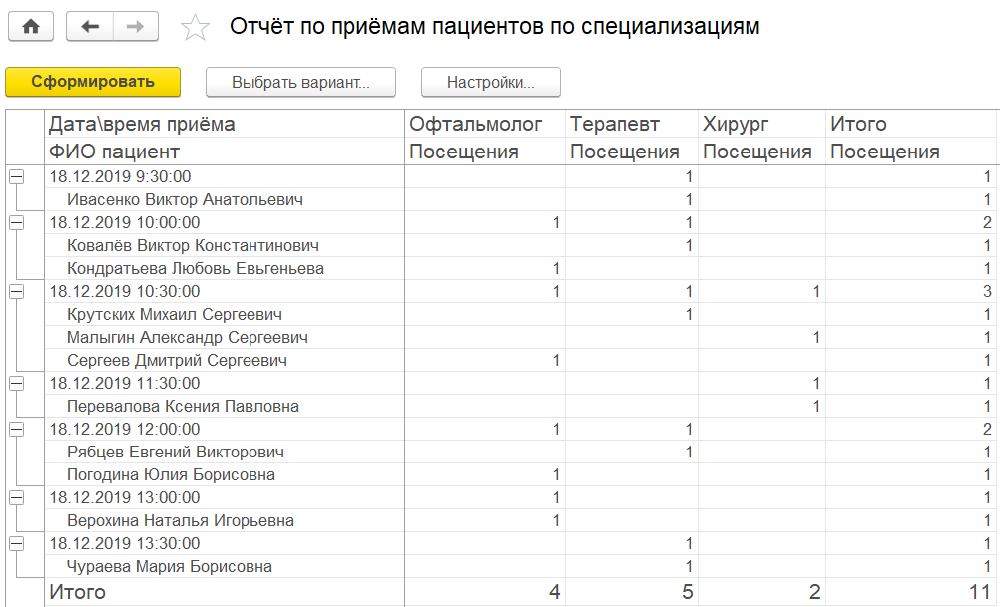 Отчёт по приёмам пациентов по специализациям
Сформировать Выбрать вариант... Настройки...
Дата\время приёма Офтальмолог Терапевт Хирург Итого
ФИО пациент Посещения Посещения Посещения Посещения
18.12.2019 9:30:00 1 1
Ивасенко Виктор Анатольевич 1 1
18.12.2019 10:00:00 1 1 2
Ковалёв Виктор Константинович 1 1
Кондратьева Любовь Евьгеньева 1 1
18.12.2019 10:30:00 1 1 1 3
Крутских Михаил Сергеевич 1 1
Малыгин Александр Сергеевич 1 1
Сергеев Дмитрий Сергеевич 1 1
18.12.2019 11:30:00 1 1
Перевалова Ксения Павловна 1 1
18.12.2019 12:00:00 1 1 2
Рябцев Евгений Викторович 1 1
Погодина Юлия Борисовна 1 1
18.12.2019 13:00:00 1 1
Верохина Наталья Игорьевна 1 1
18.12.2019 13:30:00 1 1
Чураева Мария Борисовна 1 1
Итого 4 5 2 11